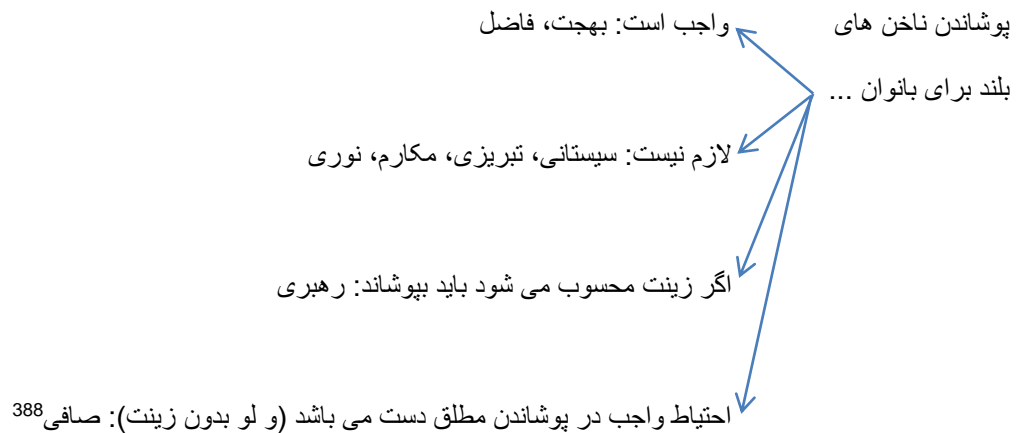 پوشاندن ناخن های
بلند برای بانوان ...
واجب است: بهجت، فاضل
لازم نیست: سیستانی، تبریزی، مکارم، نوری
اگر زینت محسوب می شود باید بپوشاند: رهبری
احتیاط واجب در پوشاندن مطلق دست می باشد (و لو بدون زینت): صافی388